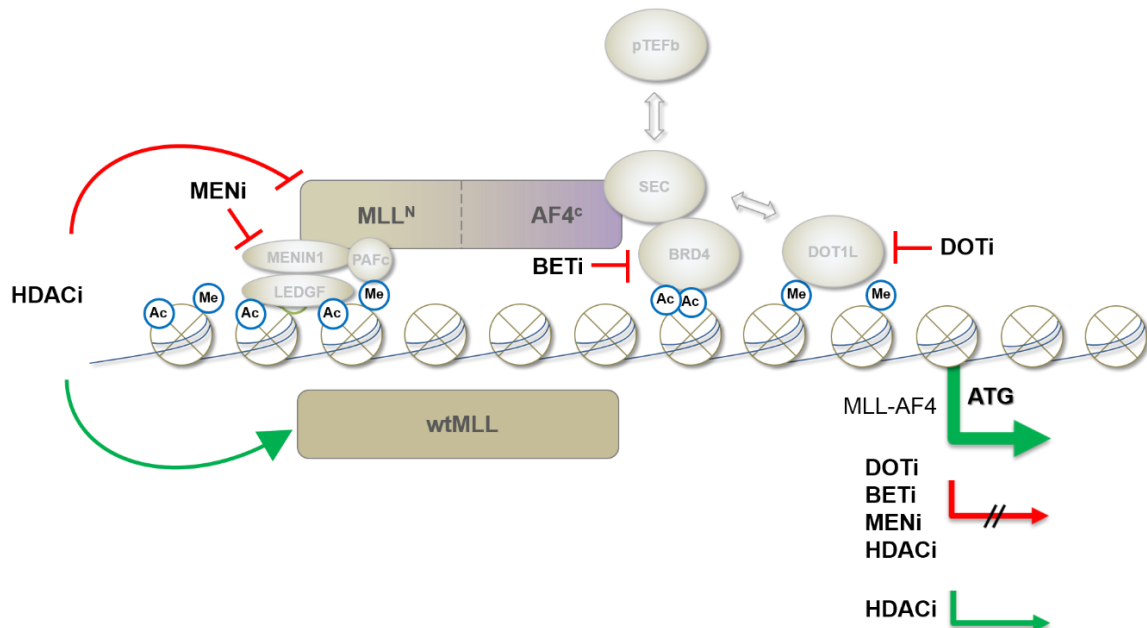 pTEFb
SEC
MENi
MLLᴺ
AF4ᶜ
MENIN1
PAFc
BRD4
DOT1L
DOTi
BETi
HDACi
LEDGF
Ac
Me
Ac
Ac
Me
Ac
Ac
Me
Me
wtMLL
MLL-AF4
ATG
DOTi
BETi
MENi
HDACi
HDACi